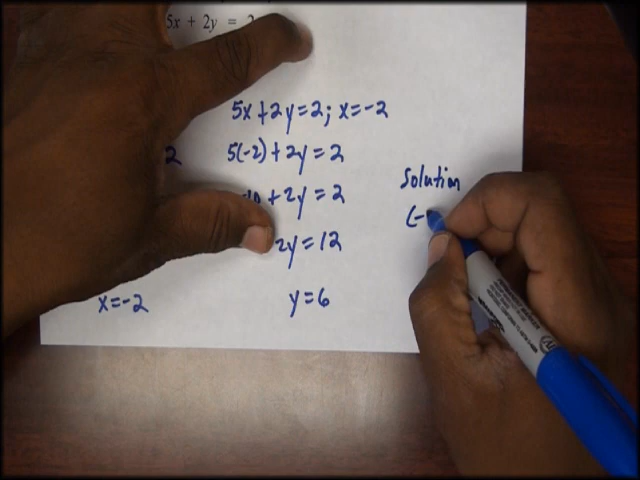 5x + 2y = 2
5x+2y=2; x=-2
2
5(-2)+2y=2
+2y=2
2y=12
x=-2
y=6
Solution
(-